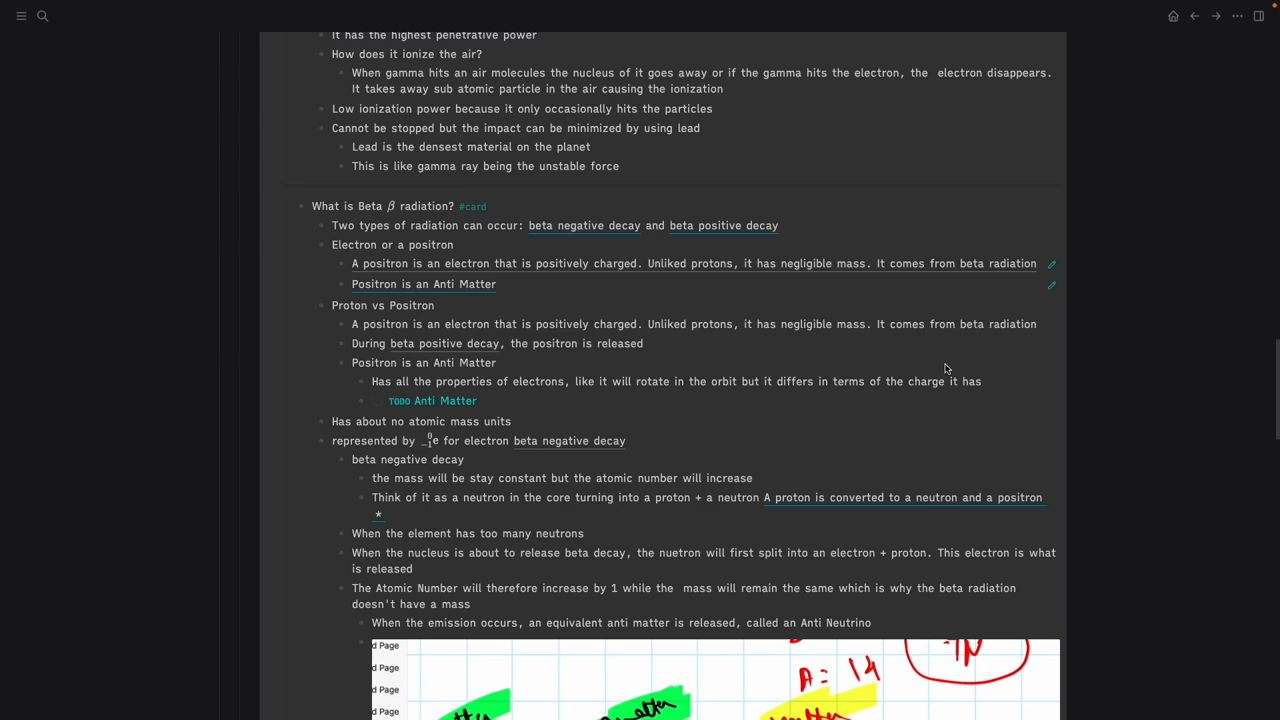 It has the highest penetrative power
How does it ionize the air?
When gamma hits an air molecules the nucleus of it goes away or if the gamma hits the electron, the  electron disappears.
It takes away sub atomic particle in the air causing the ionization
Low ionization power because it only occasionally hits the particles
Cannot be stopped but the impact can be minimized by using lead
Lead is the densest material on the planet
This is like gamma ray being the unstable force
What is Beta β radiation? #card
Two types of radiation can occur: beta negative decay and beta positive decay
Electron or a positron
A positron is an electron that is positively charged. Unliked protons, it has negligible mass. It comes from beta radiation
Positron is an Anti Matter
Proton vs Positron
A positron is an electron that is positively charged. Unliked protons, it has negligible mass. It comes from beta radiation
During beta positive decay, the positron is released
Positron is an Anti Matter
Has all the properties of electrons, like it will rotate in the orbit but it differs in terms of the charge it has
TODO Anti Matter
Has about no atomic mass units
represented by ⁰₋₁e for electron beta negative decay
beta negative decay
the mass will be stay constant but the atomic number will increase
Think of it as a neutron in the core turning into a proton + a neutron A proton is converted to a neutron and a positron
*
When the element has too many neutrons
When the nucleus is about to release beta decay, the nuetron will first split into an electron + proton. This electron is what
is released
The Atomic Number will therefore increase by 1 while the  mass will remain the same which is why the beta radiation
doesn't have a mass
When the emission occurs, an equivalent anti matter is released, called an Anti Neutrino
d Page
d Page
d Page
d Page
A = 14